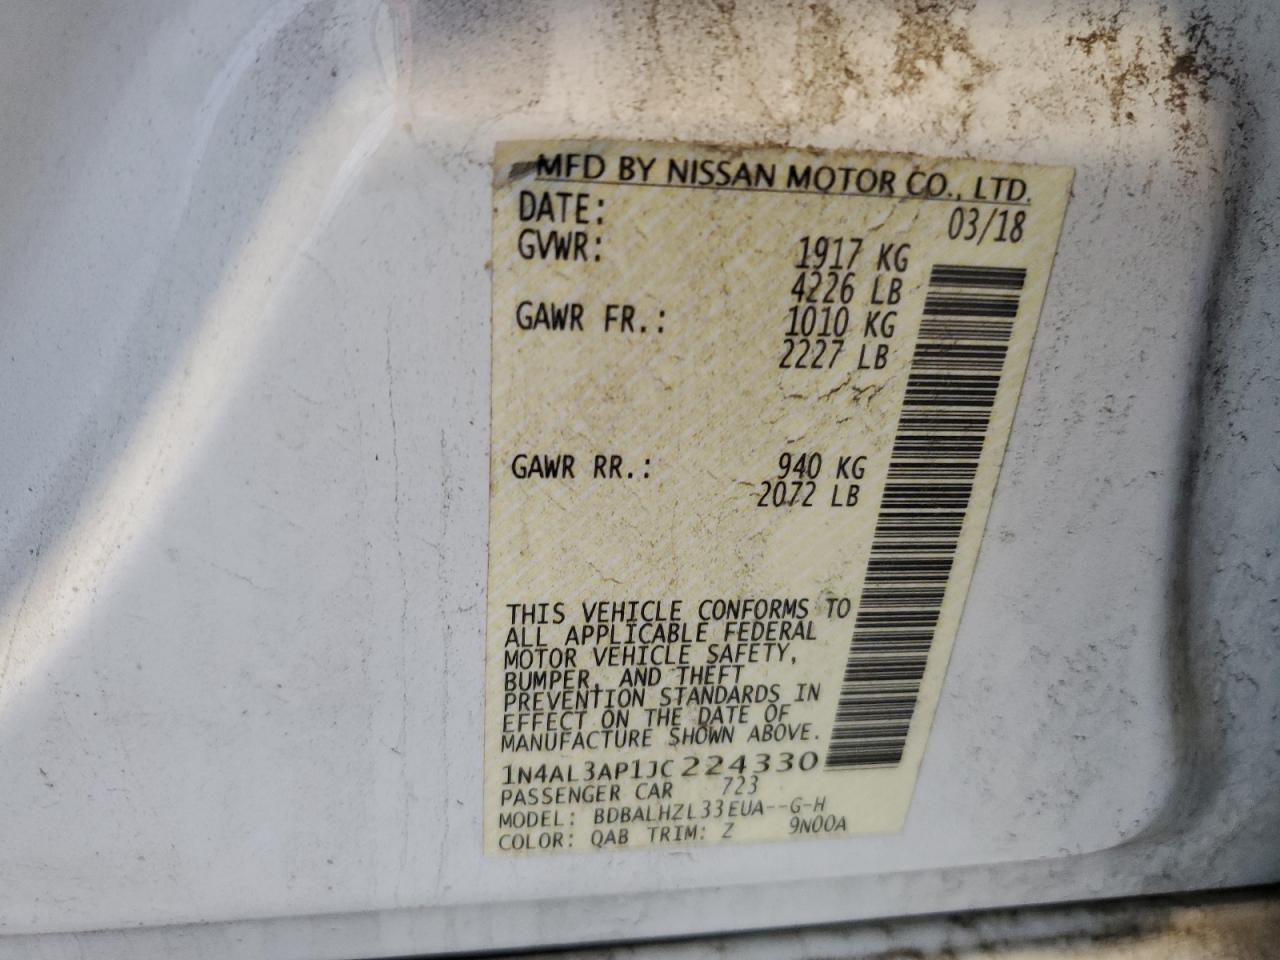 MFD BY NISSAN MOTOR CO., LTD.
DATE: 03/18
GVWR: 1917 KG
4226 LB
GAWR FR.: 1010 KG
2227 LB
GAWR RR.: 940 KG
2072 LB
THIS VEHICLE CONFORMS TO
ALL APPLICABLE FEDERAL
MOTOR VEHICLE SAFETY,
BUMPER, AND THEFT
PREVENTION STANDARDS IN
EFFECT ON THE DATE OF
MANUFACTURE SHOWN ABOVE.
1N4AL3AP1JC224330
PASSENGER CAR 723
MODEL: BDBALHZL33EUA--G-H
COLOR: QAB TRIM: Z 9N00A